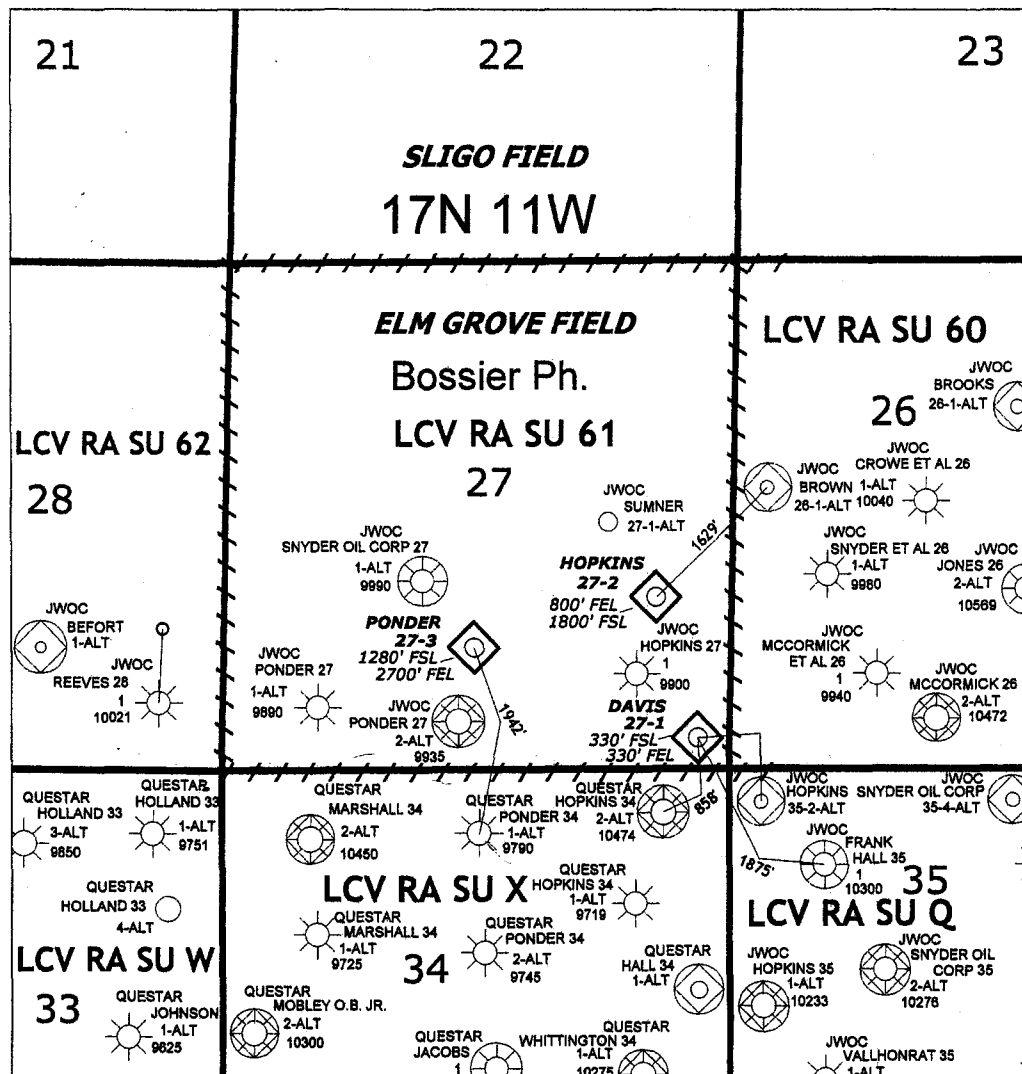 21
22
23
SLIGO FIELD
17N 11W
ELM GROVE FIELD
Bossier Ph.
LCV RA SU 61
27
LCV RA SU 60
26
JWOC
BROOKS
26-1-ALT
LCV RA SU 62
28
JWOC
CROWE ET AL 26
1-ALT
10040
JWOC
BROWN
26-1-ALT
JWOC
SUMNER
27-1-ALT
1629'
JWOC
SNYDER OIL CORP 27
1-ALT
9990
HOPKINS
27-2
800' FEL
1800' FSL
JWOC
SNYDER ET AL 26
1-ALT
9980
JWOC
JONES 26
2-ALT
10569
JWOC
BEFORT
1-ALT
PONDER
27-3
1280' FSL
2700' FEL
JWOC
HOPKINS 27
1
9900
JWOC
MCCORMICK
ET AL 26
1
9940
JWOC
REEVES 28
1
10021
JWOC
PONDER 27
1-ALT
9890
JWOC
MCCORMICK 26
2-ALT
10472
JWOC
PONDER 27
2-ALT
9935
1942'
DAVIS
27-1
330' FSL
330' FEL
QUESTAR
HOLLAND 33
3-ALT
9850
QUESTAR
HOLLAND 33
1-ALT
9751
QUESTAR
MARSHALL 34
2-ALT
10450
QUESTAR
PONDER 34
1-ALT
9790
QUESTAR
HOPKINS 34
2-ALT
10474
858'
JWOC
HOPKINS
35-2-ALT
JWOC
SNYDER OIL CORP
35-4-ALT
JWOC
FRANK
HALL 35
1
10300
1875'
35
QUESTAR
HOLLAND 33
4-ALT
LCV RA SU X
QUESTAR
HOPKINS 34
1-ALT
9719
LCV RA SU Q
QUESTAR
MARSHALL 34
1-ALT
9725
QUESTAR
PONDER 34
2-ALT
9745
34
LCV RA SU W
33
QUESTAR
HALL 34
1-ALT
JWOC
HOPKINS 35
1-ALT
10233
JWOC
SNYDER OIL
CORP 35
2-ALT
10276
QUESTAR
JOHNSON
1-ALT
9625
QUESTAR
MOBLEY O.B. JR.
2-ALT
10300
QUESTAR
JACOBS
1
QUESTAR
WHITTINGTON 34
1-ALT
10275
JWOC
VALLHONRAT 35
1-ALT